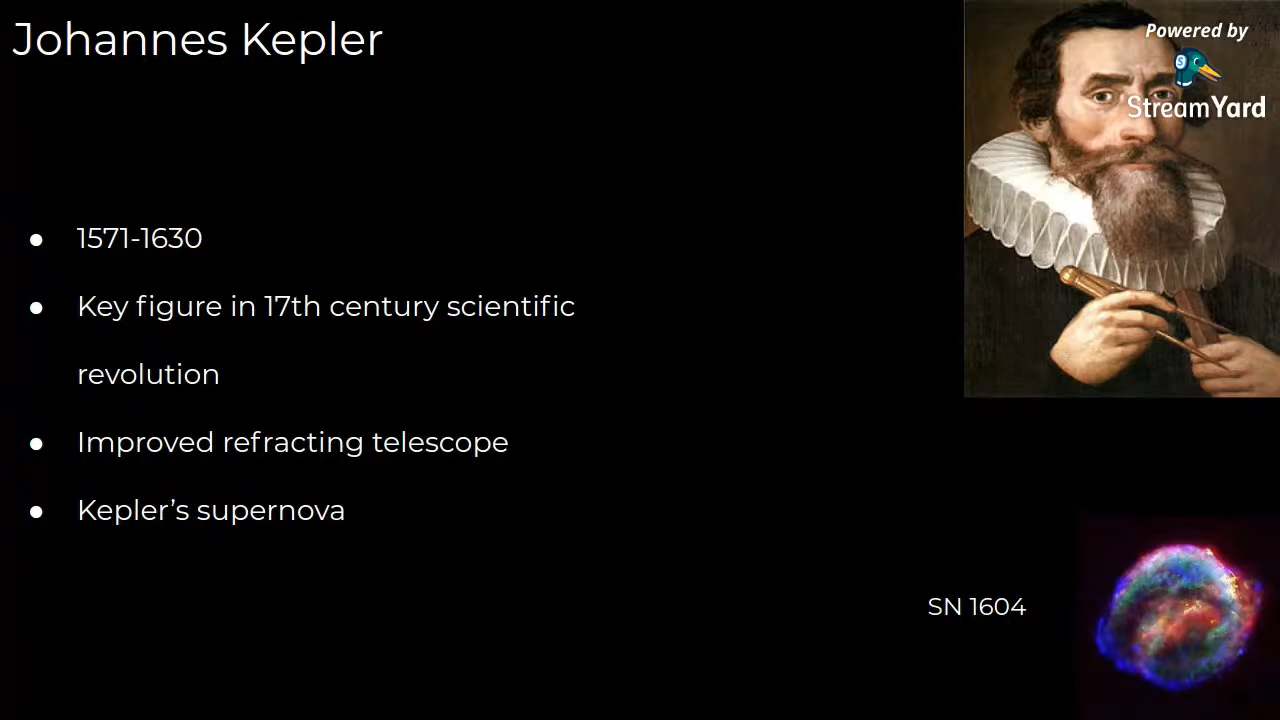 Johannes Kepler
Powered by
StreamYard
● 1571-1630
● Key figure in 17th century scientific
revolution
● Improved refracting telescope
● Kepler’s supernova
SN 1604